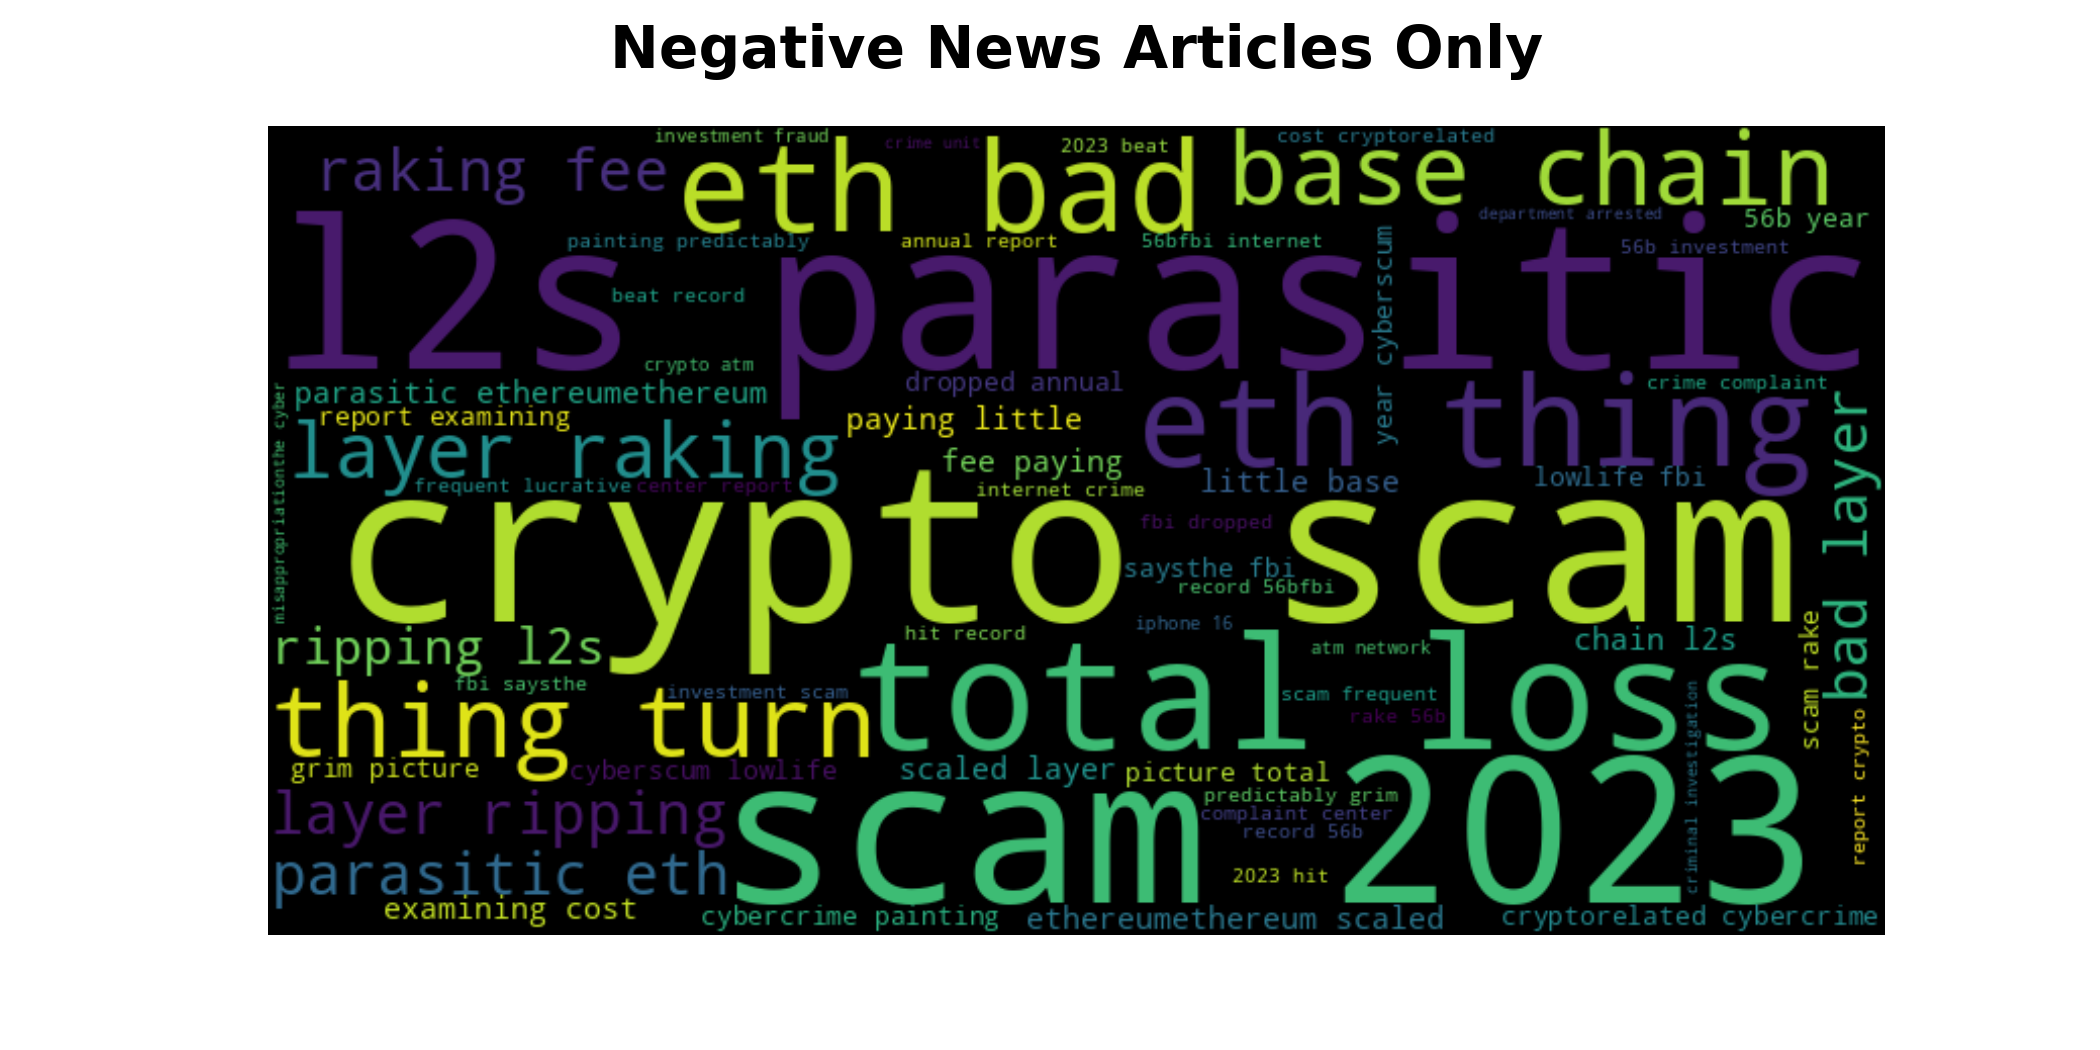 Negative News Articles Only
investment fraud
crime unit
2023 beat
cost cryptorelated
raking fee
eth bad
base chain
department arrested
56b year
painting predictably
annual report
56bfbi internet
56b investment
l2s parasitic
year cyberscum
beat record
crypto atm
dropped annual
crime complaint
parasitic ethereumethereum
report examining
paying little
eth thing
misappropriationthe cyber
layer raking
fee paying
bad layer
frequent lucrative
center report
internet crime
little base
lowlife fbi
crypto scam
fbi dropped
saysthe fbi
record 56bfbi
iphone 16
hit record
ripping l2s
atm network
chain l2s
scam rake
fbi saysthe
investment scam
total loss
scam frequent
rake 56b
thing turn
criminal investigation
report crypto
grim picture
cyberscum lowlife
scaled layer
picture total
predictably grim
layer ripping
scam 2023
complaint center
record 56b
parasitic eth
2023 hit
examining cost
cybercrime painting
ethereumethereum scaled
cryptorelated cybercrime